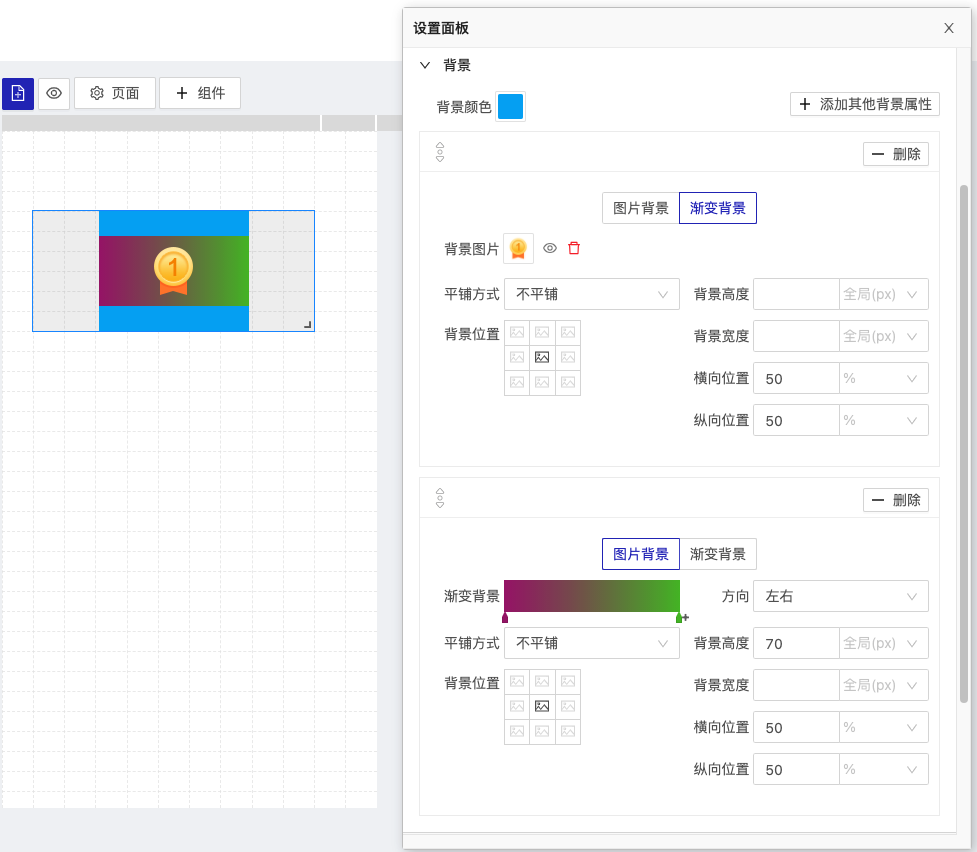 设置面板
背景
页面
组件
背景颜色
添加其他背景属性
删除
图片背景
渐变背景
背景图片
1
1
平铺方式
不平铺
背景高度
全局(px)
背景位置
背景宽度
全局(px)
横向位置
50
%
纵向位置
50
%
删除
图片背景
渐变背景
渐变背景
方向
左右
平铺方式
不平铺
背景高度
70
全局(px)
背景位置
背景宽度
全局(px)
横向位置
50
%
纵向位置
50
%